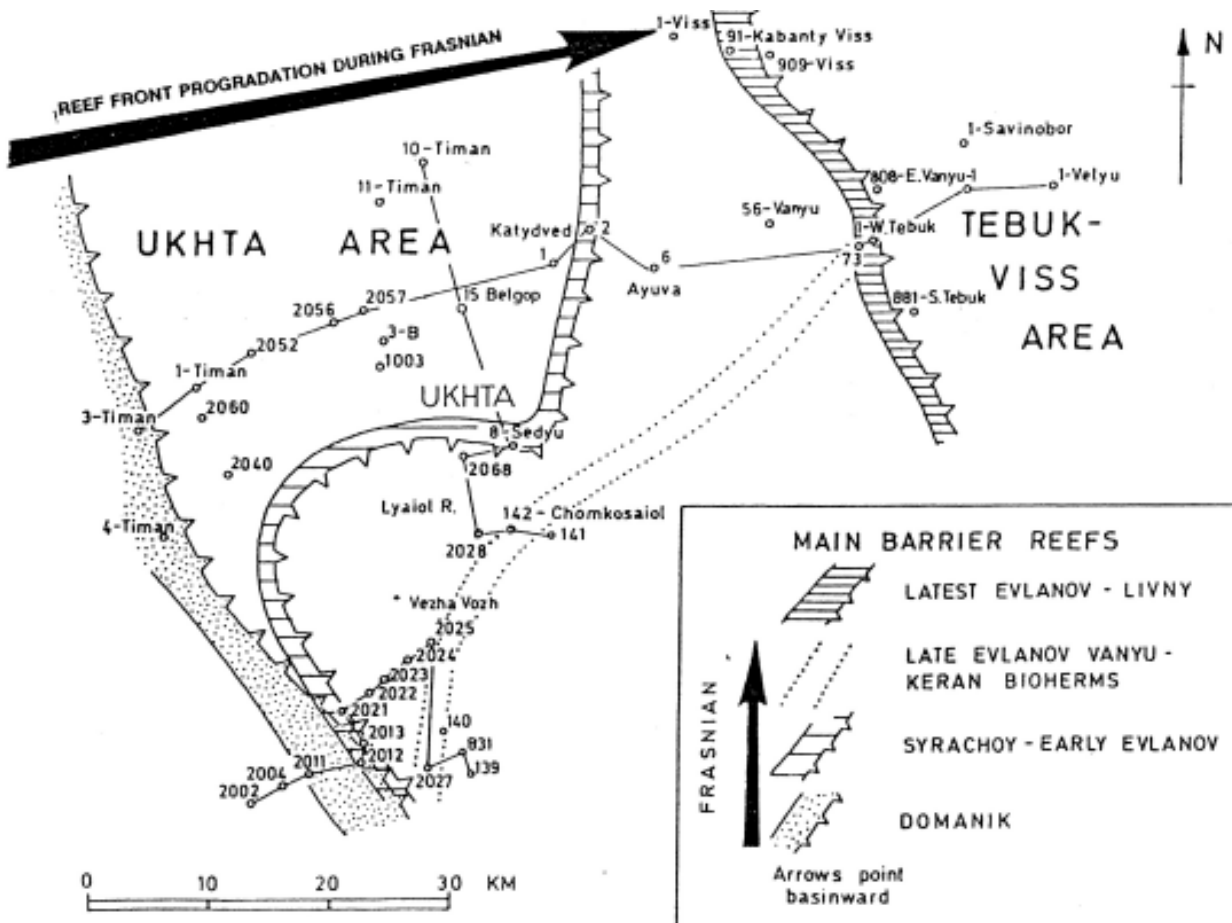 1-Viss
91-Kabanty Viss
909-Viss
N
REEF FRONT PROGRADATION DURING FRASNIAN
1-Savinobor
10-Timan
11-Timan
808-E.Vanyu-1
1-Velyu
56-Vanyu
UKHTA AREA
Katydved
2
1-W.Tebuk
TEBUK-
73
1
6
Ayuva
VISS
2057
15 Belgop
2056
881-S.Tebuk
AREA
3-B
2052
1003
1-Timan
UKHTA
2060
3-Timan
8-Sedyu
2068
2040
Lyaiol R.
142-Chomkosaiol
4-Timan
2028
141
Vezha Vozh
2025
2024
2023
2022
2021
140
2013
831
2012
2011
139
2004
2027
2002
0 10 20 30 KM
MAIN BARRIER REEFS
LATEST EVLANOV - LIVNY
LATE EVLANOV VANYU-
KERAN BIOHERMS
SYRACHOY-EARLY EVLANOV
DOMANIK
FRASNIAN
Arrows point
basinward